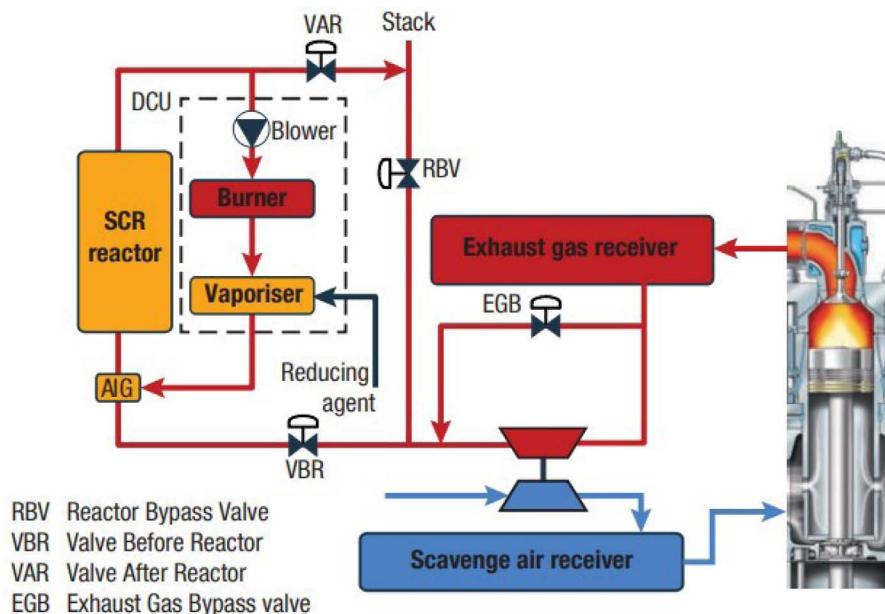 VAR
Stack
DCU
Blower
RBV
Burner
SCR
reactor
Exhaust gas receiver
Vaporiser
EGB
AIG
Reducing
agent
VBR
RBV Reactor Bypass Valve
VBR Valve Before Reactor
VAR Valve After Reactor
EGB Exhaust Gas Bypass valve
Scavenge air receiver